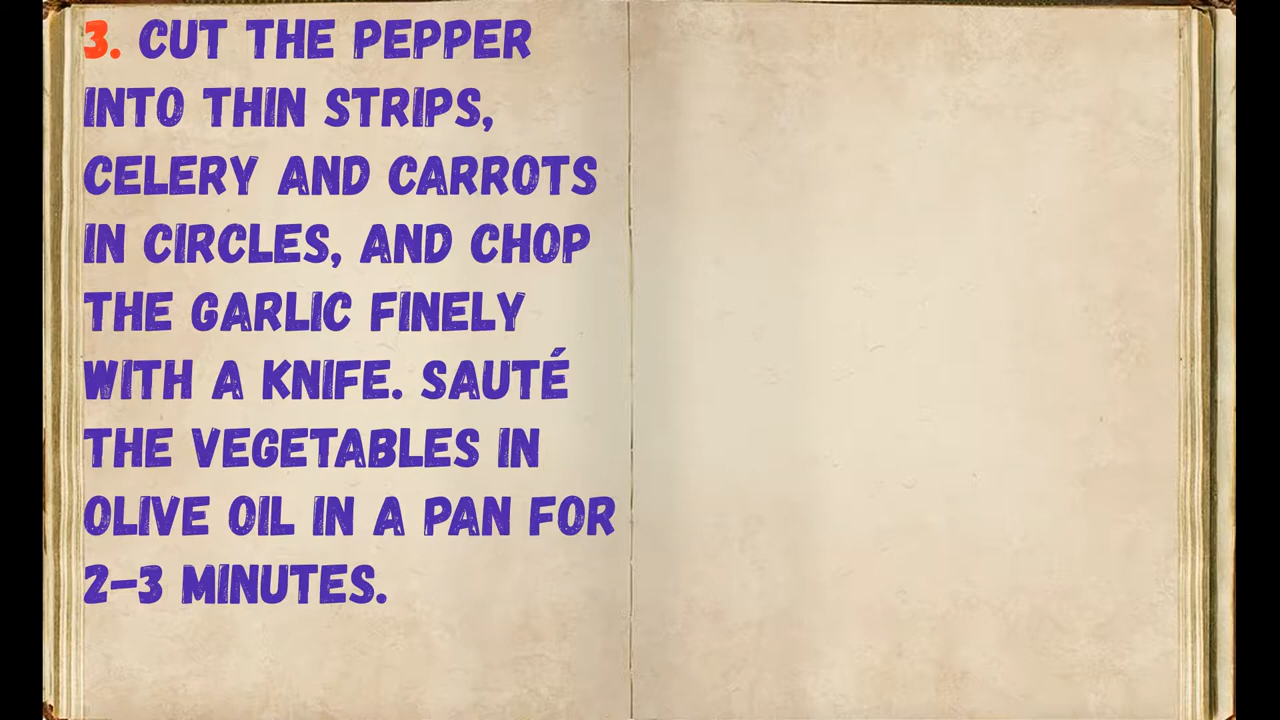 3. CUT THE PEPPER
INTO THIN STRIPS,
CELERY AND CARROTS
IN CIRCLES, AND CHOP
THE GARLIC FINELY
WITH A KNIFE. SAUTÉ
THE VEGETABLES IN
OLIVE OIL IN A PAN FOR
2–3 MINUTES.